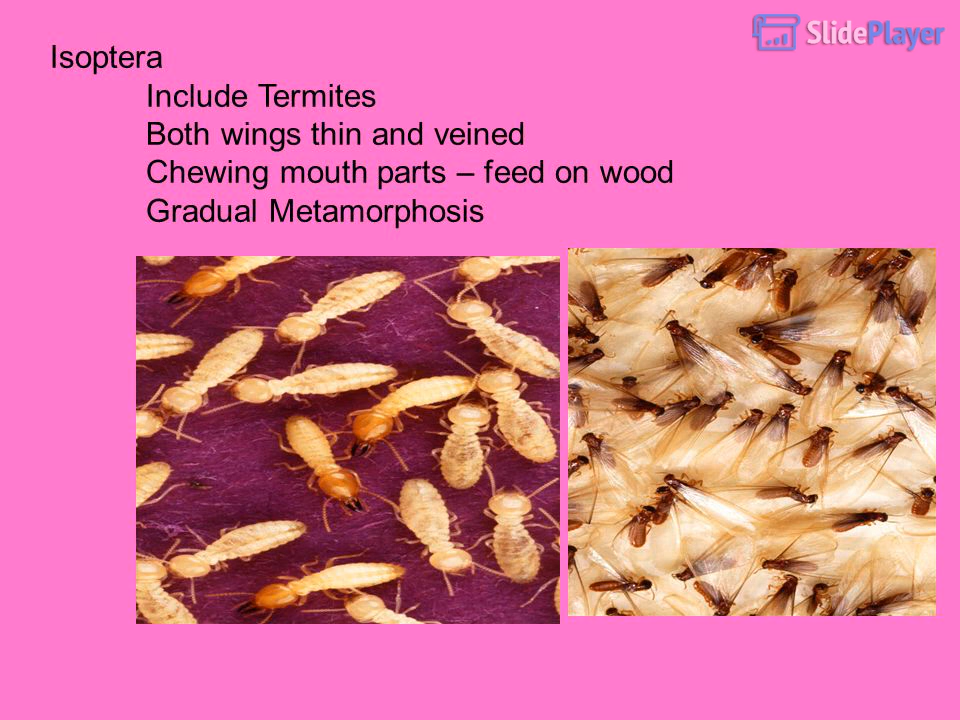 SlidePlayer
Isoptera
Include Termites
Both wings thin and veined
Chewing mouth parts – feed on wood
Gradual Metamorphosis